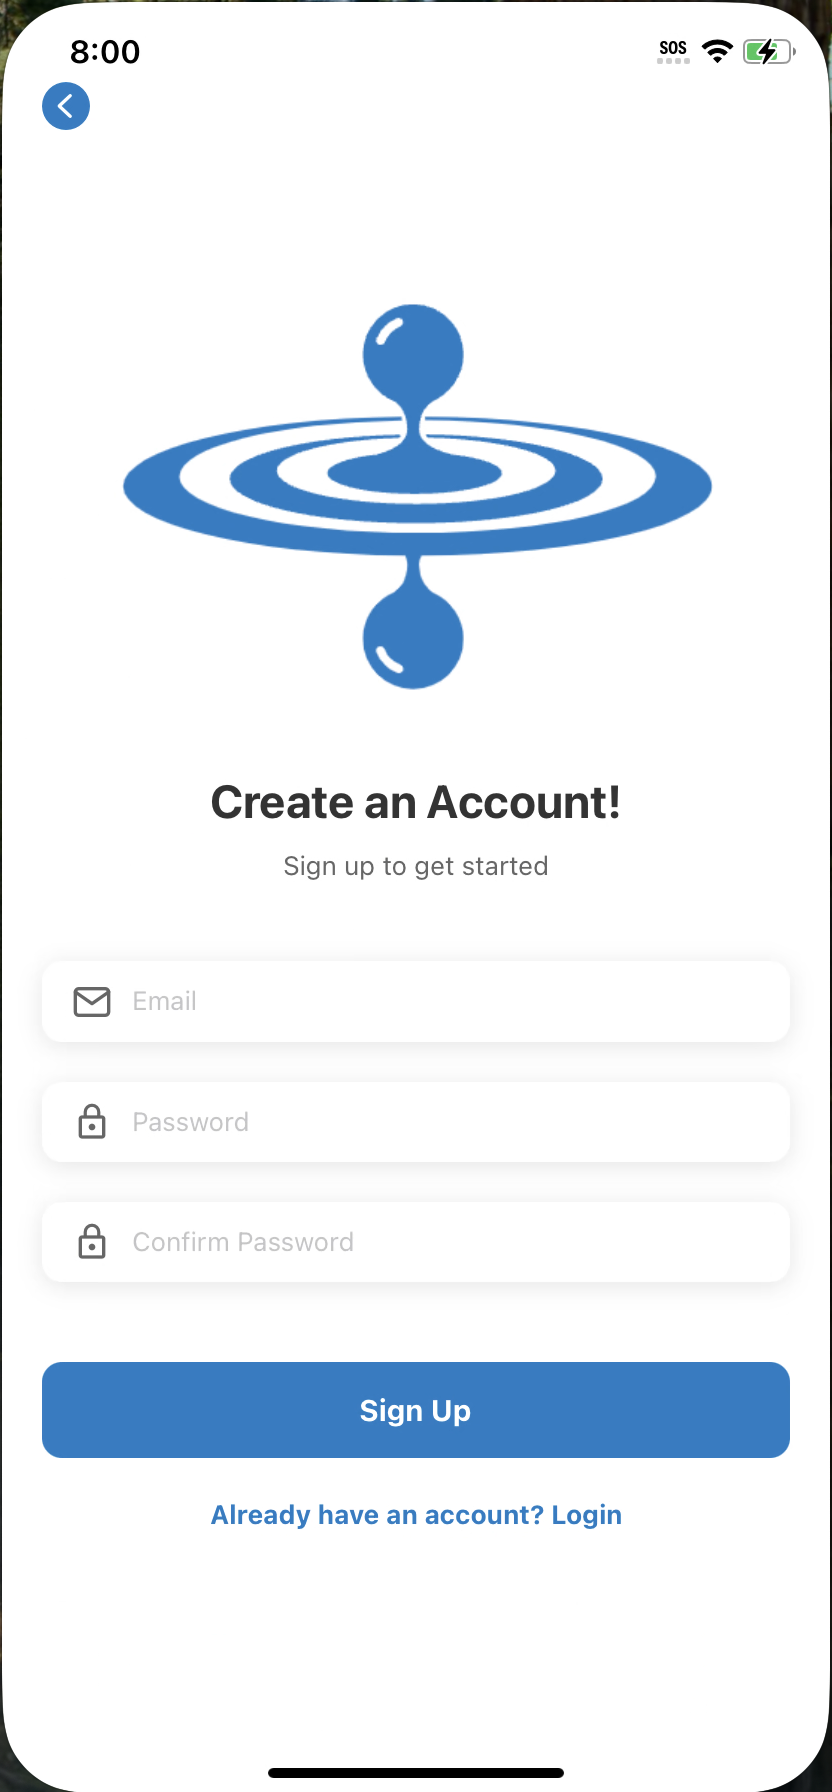 8:00
SOS
Create an Account!
Sign up to get started
Email
Password
Confirm Password
Sign Up
Already have an account? Login